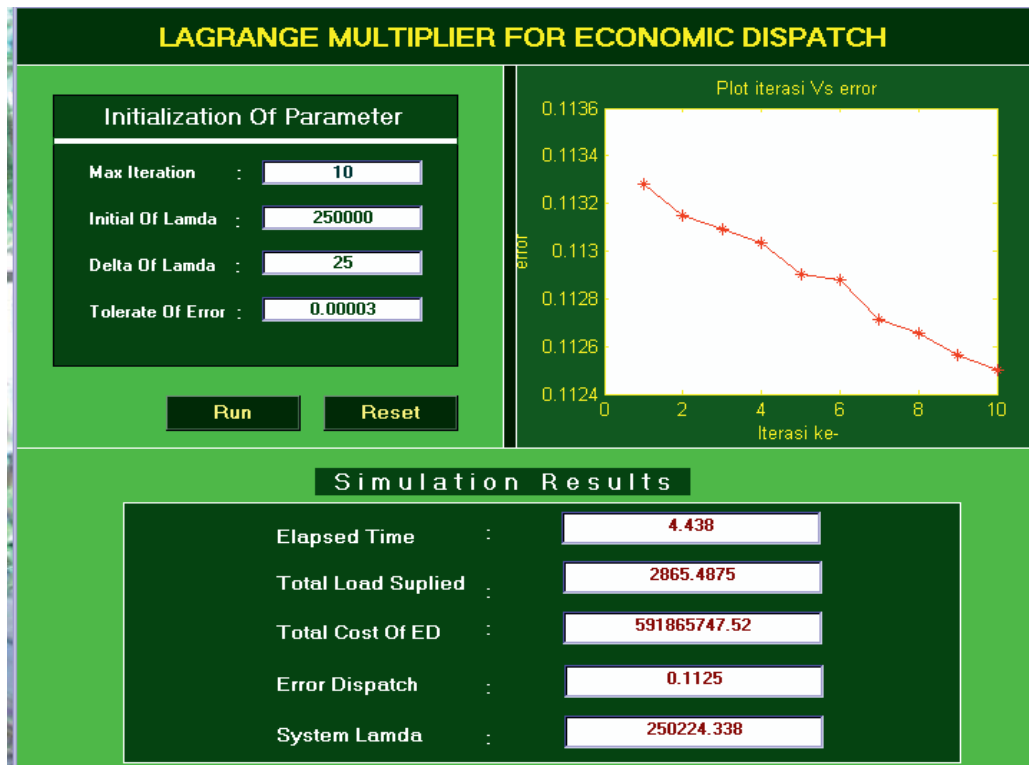 LAGRANGE MULTIPLIER FOR ECONOMIC DISPATCH
Initialization Of Parameter
Max Iteration : 10
Initial Of Lamda : 250000
Delta Of Lamda : 25
Tolerate Of Error : 0.00003
Run Reset
Plot iterasi Vs error
0.1136
0.1134
0.1132
0.113
0.1128
0.1126
0.1124
error
0 2 4 6 8 10
Iterasi ke-
Simulation Results
Elapsed Time : 4.438
Total Load Suplied : 2865.4875
Total Cost Of ED : 591865747.52
Error Dispatch : 0.1125
System Lamda : 250224.338